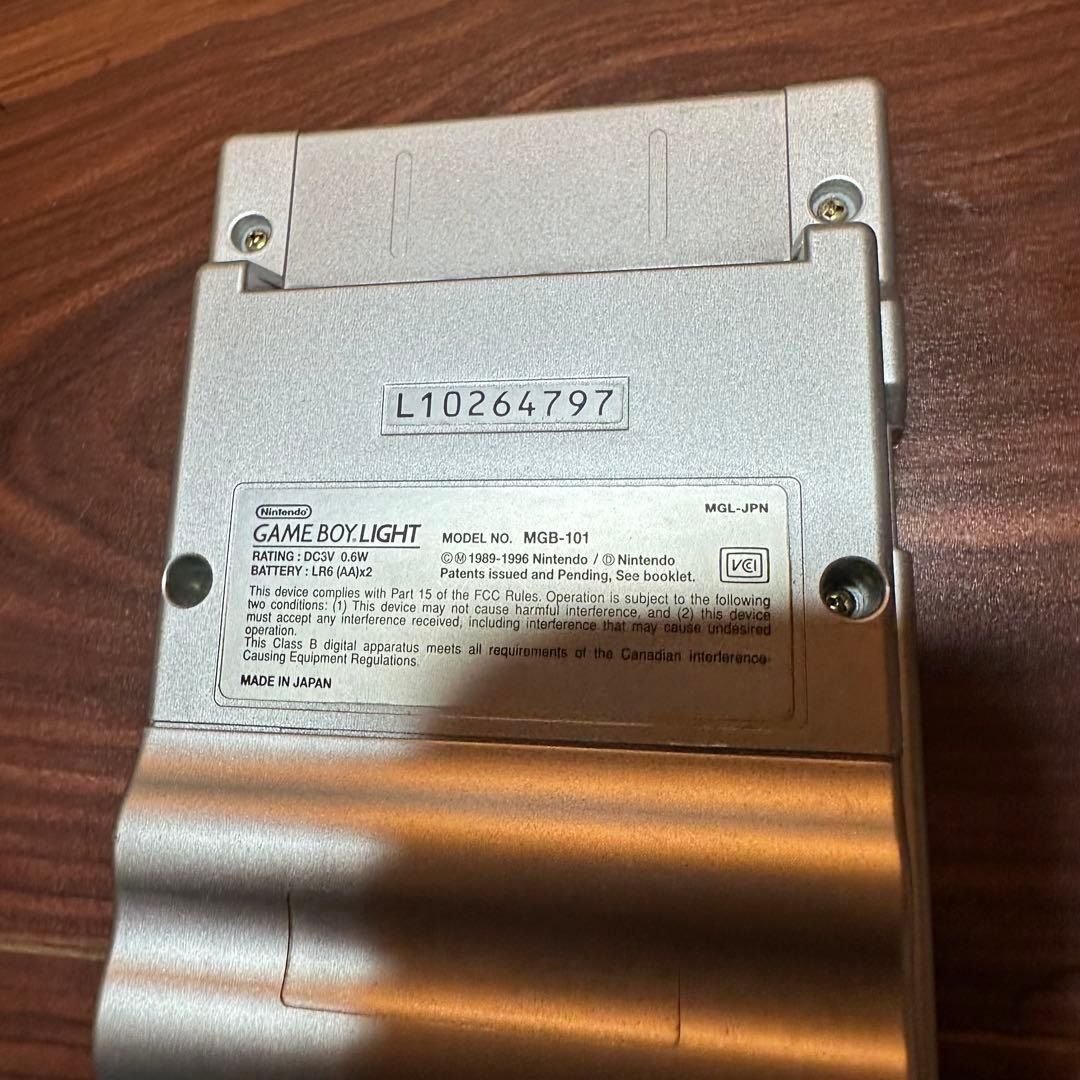 L10264797
Nintendo
GAME BOY LIGHT
MGL-JPN
MODEL NO. MGB-101
RATING : DC3V 0.6W
BATTERY : LR6 (AA)x2
©Ⓜ 1989-1996 Nintendo / Ⓓ Nintendo
Patents issued and Pending, See booklet.
VCI
This device complies with Part 15 of the FCC Rules. Operation is subject to the following
two conditions: (1) This device may not cause harmful interference, and (2) this device
must accept any interference received, including interference that may cause undesired
operation.
This Class B digital apparatus meets all requirements of the Canadian Interference-
Causing Equipment Regulations.
MADE IN JAPAN